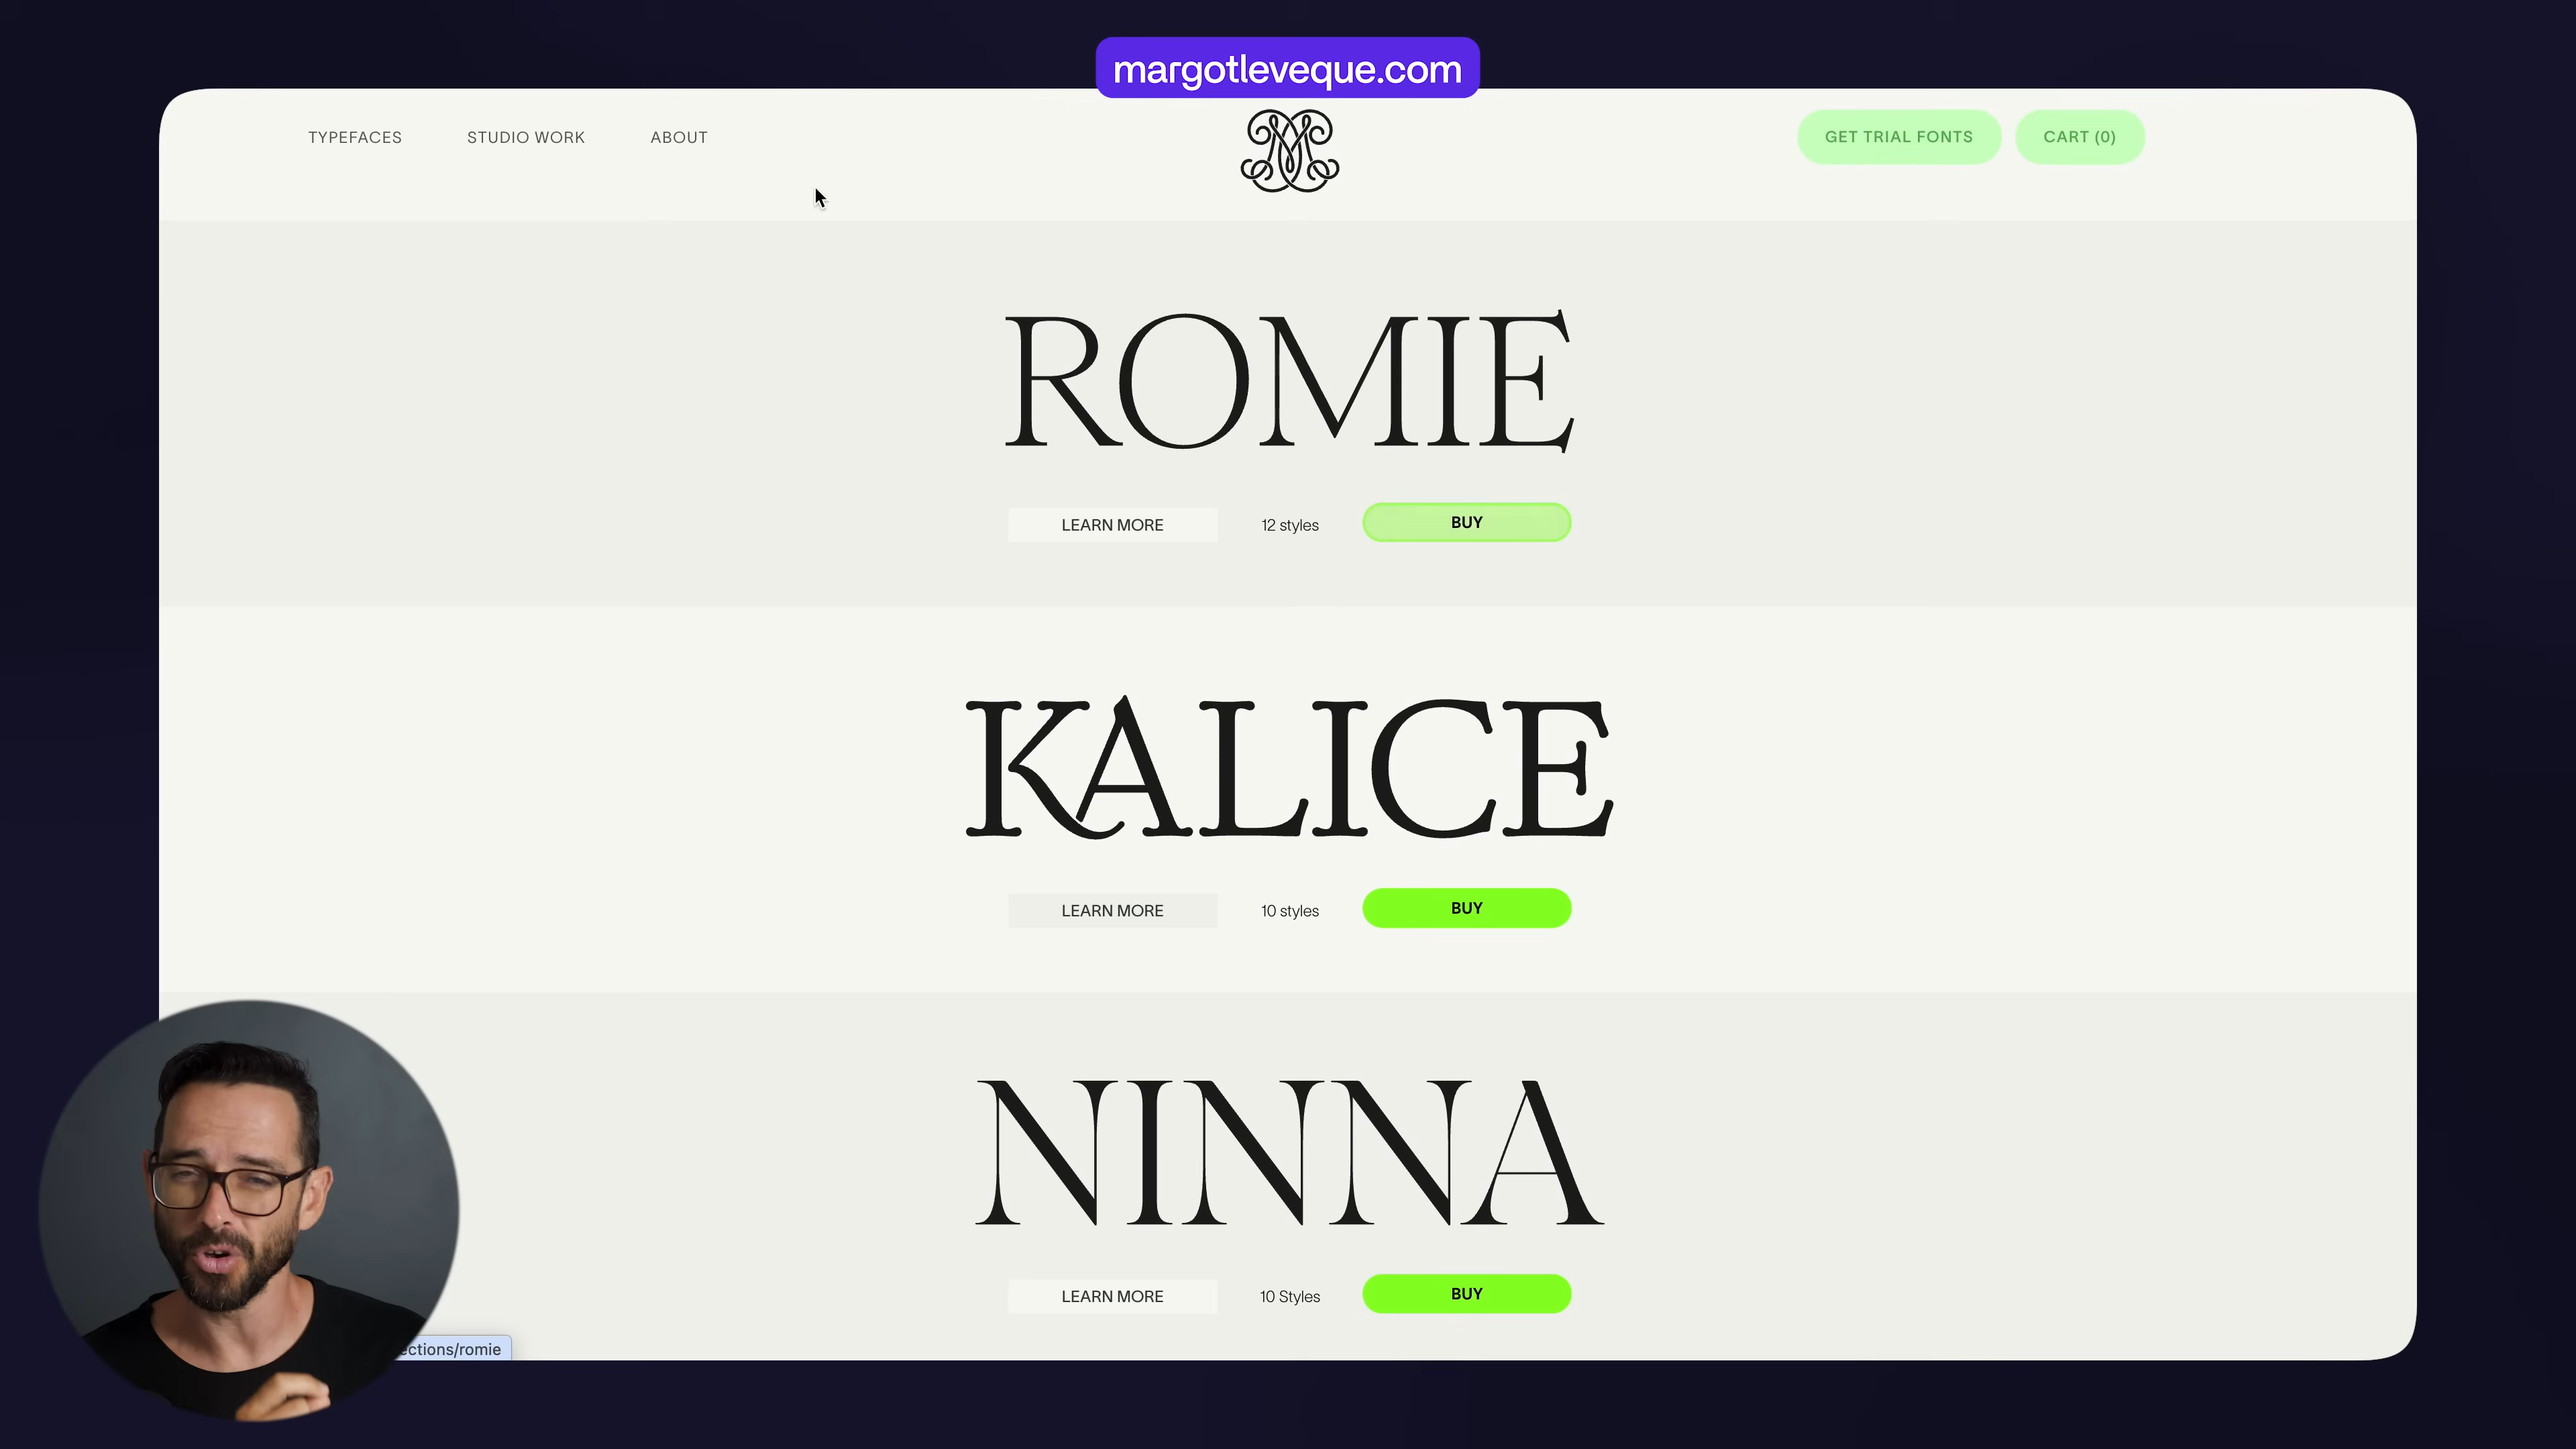 margotleveque.com
TYPEFACES STUDIO WORK ABOUT GET TRIAL FONTS CART (0)
ROMIE
LEARN MORE 12 styles BUY
KALICE
LEARN MORE 10 styles BUY
NINNA
LEARN MORE 10 Styles BUY
ections/romie